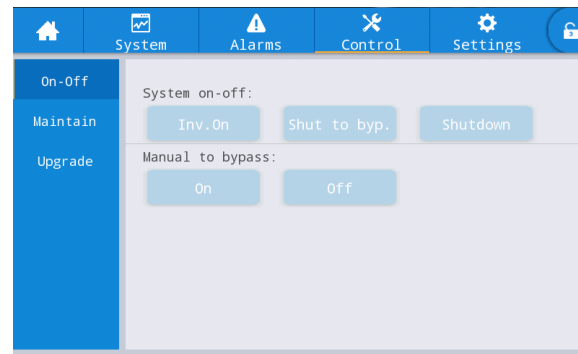 System Alarms Control Settings
On-Off
Maintain
Upgrade
System on-off:
Inv.On Shut to byp. Shutdown
Manual to bypass:
On Off